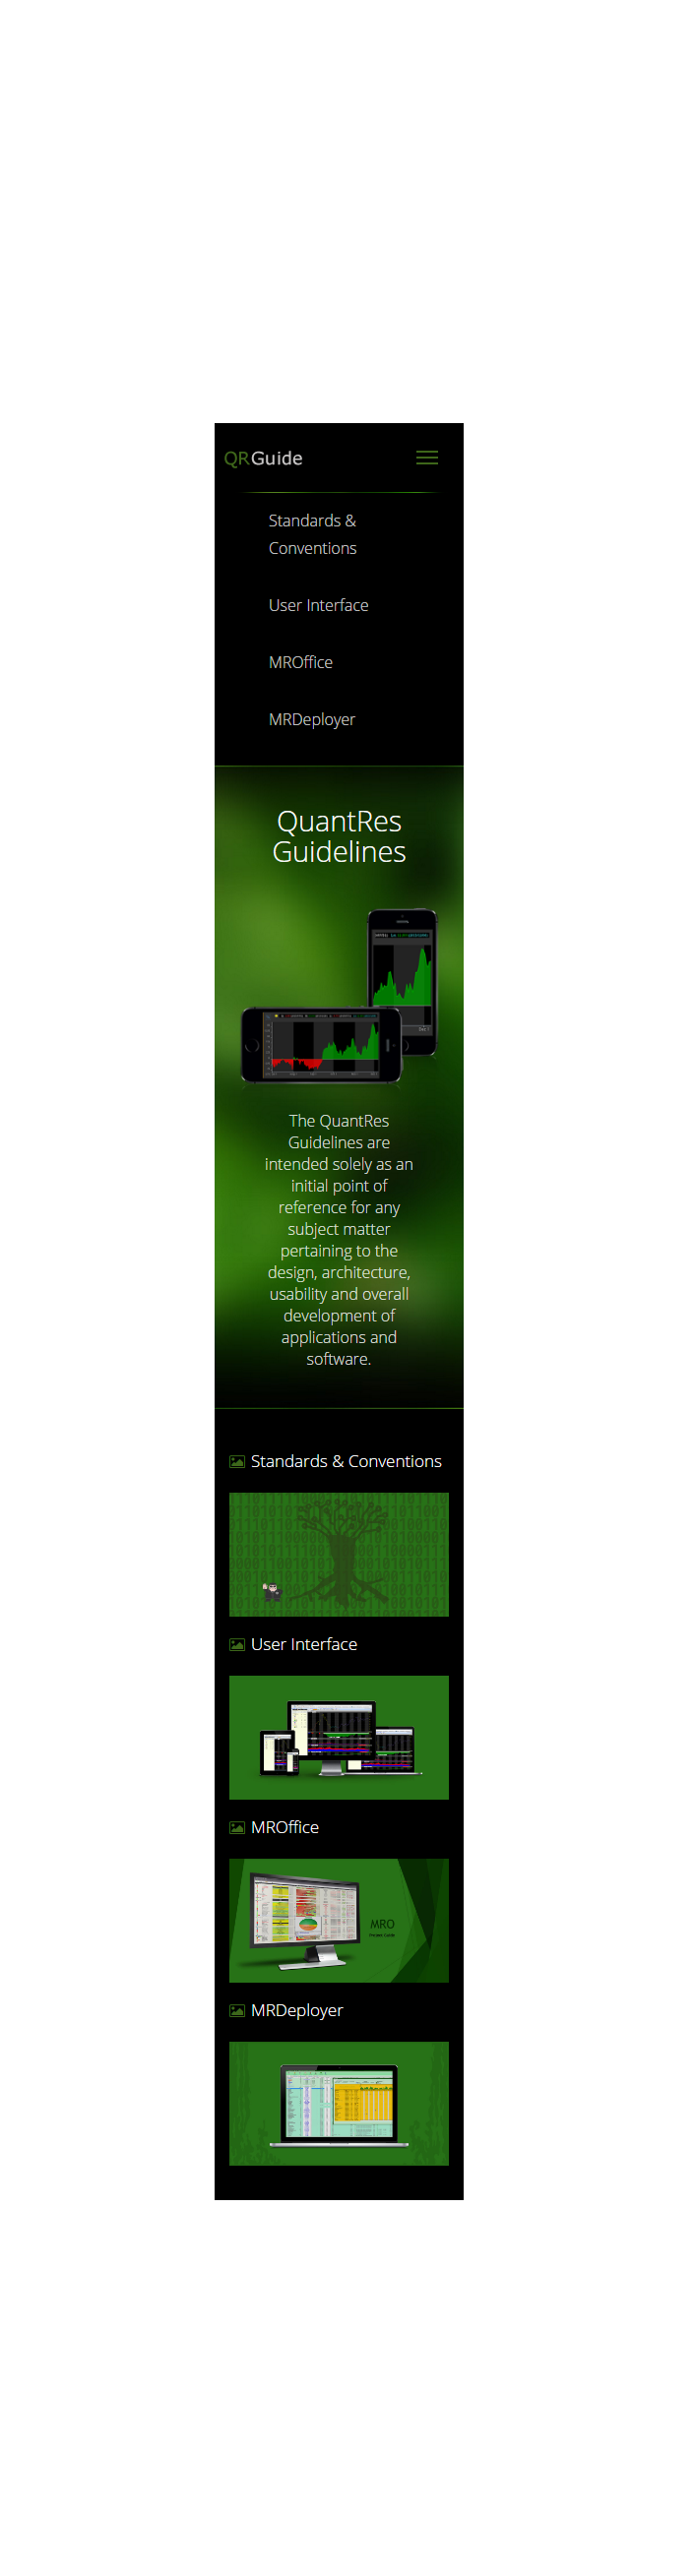 QRGuide
Standards &
Conventions
User Interface
MROffice
MRDeployer
QuantRes
Guidelines
The QuantRes
Guidelines are
intended solely as an
initial point of
reference for any
subject matter
pertaining to the
design, architecture,
usability and overall
development of
applications and
software.
Standards & Conventions
User Interface
MROffice
MRO
MRDeployer